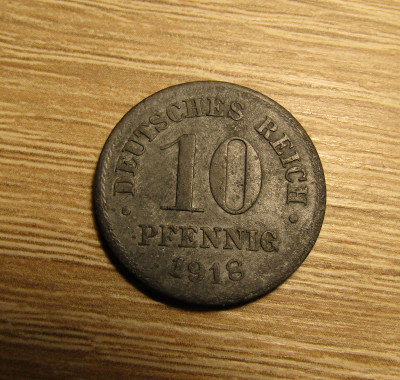 · DEUTSCHES REICH ·
10
PFENNIG
1918